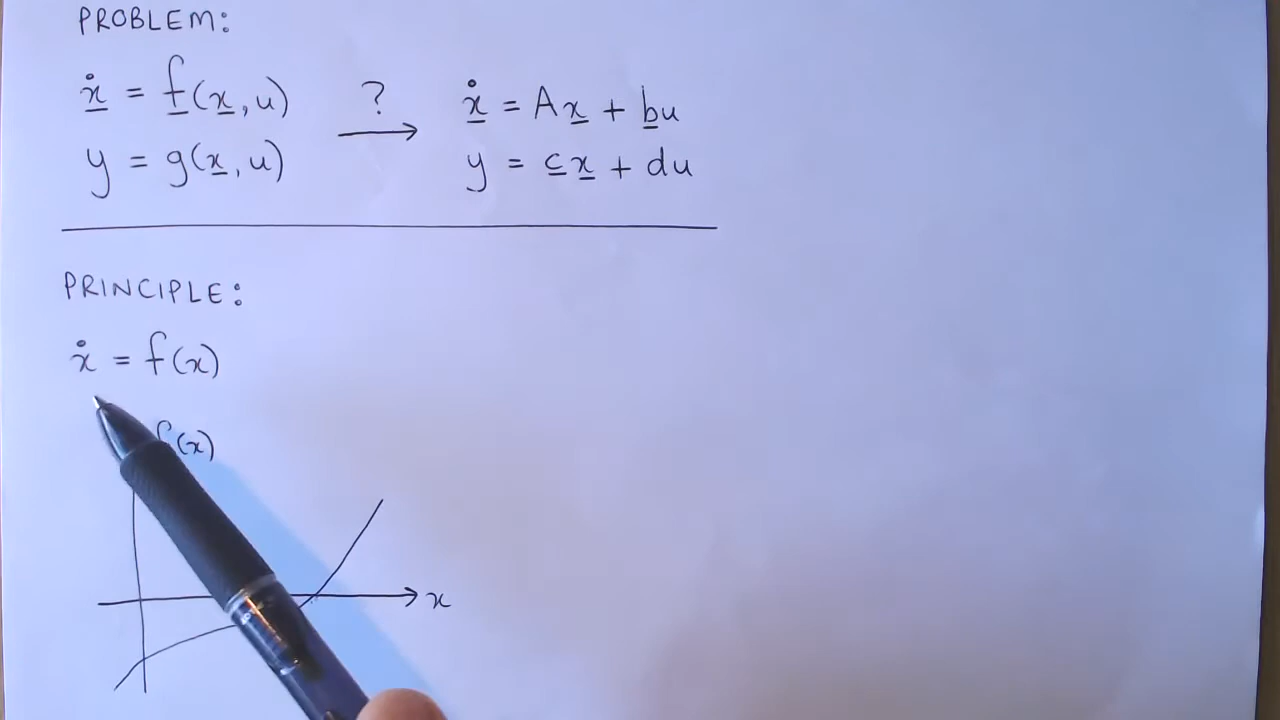 PROBLEM:
ẋ = f(x, u) ? → ẋ = Ax + bu
y = g(x, u) y = cx + du
PRINCIPLE:
ẋ = f(x)
f(x)
x